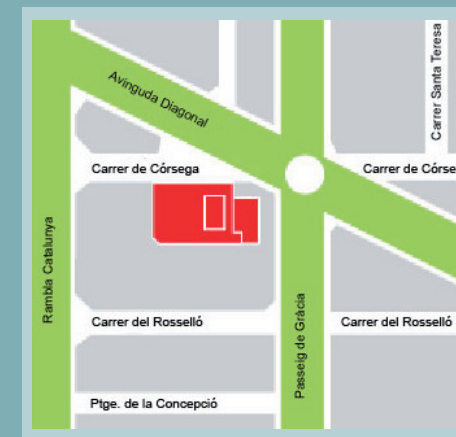 Avinguda Diagonal
Carrer Santa Teresa
Carrer de Córsega
Carrer de Córse
Rambla Catalunya
Passeig de Gràcia
Carrer del Rosselló
Carrer del Rosselló
Ptge. de la Concepció